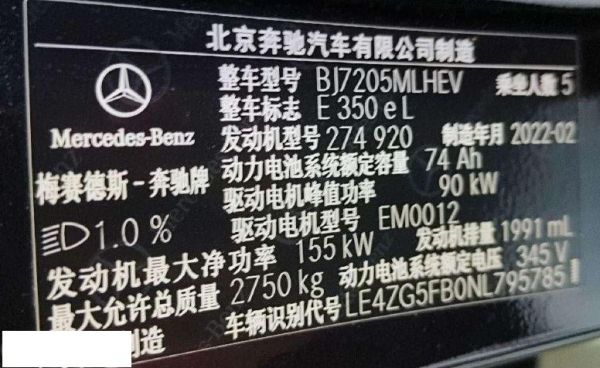 北京奔驰汽车有限公司制造
整车型号 BJ7205MLHEV 乘坐人数 5
整车标志 E 350 e L
Mercedes-Benz
发动机型号 274 920 制造年月 2022-02
动力电池系统额定容量 74 Ah
梅赛德斯-奔驰牌
驱动电机峰值功率 90 kW
1.0 %
驱动电机型号 EM0012
发动机最大净功率 155 kW 发动机排量 1991 mL
最大允许总质量 2750 kg 动力电池系统额定电压 345 V
制造 车辆识别代号 LE4ZG5FB0NL795785